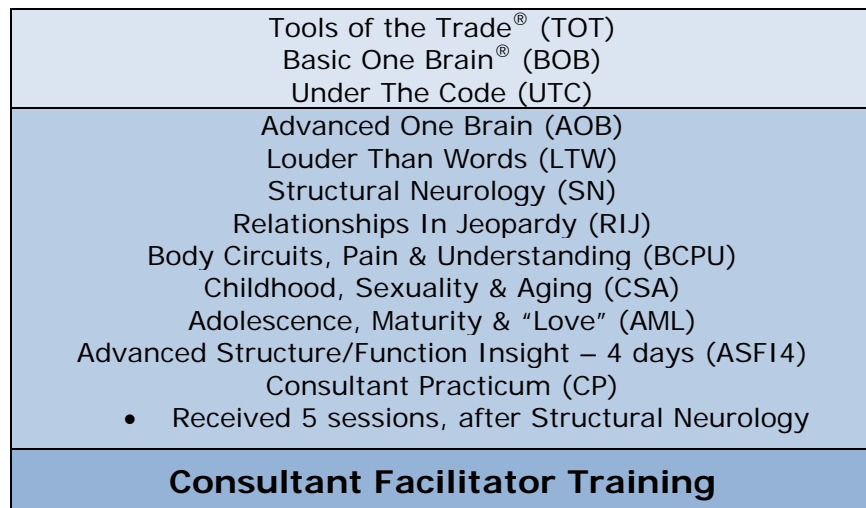 Tools of the Trade® (TOT)
Basic One Brain® (BOB)
Under The Code (UTC)
Advanced One Brain (AOB)
Louder Than Words (LTW)
Structural Neurology (SN)
Relationships In Jeopardy (RIJ)
Body Circuits, Pain & Understanding (BCPU)
Childhood, Sexuality & Aging (CSA)
Adolescence, Maturity & “Love” (AML)
Advanced Structure/Function Insight – 4 days (ASFI4)
Consultant Practicum (CP)
• Received 5 sessions, after Structural Neurology
Consultant Facilitator Training